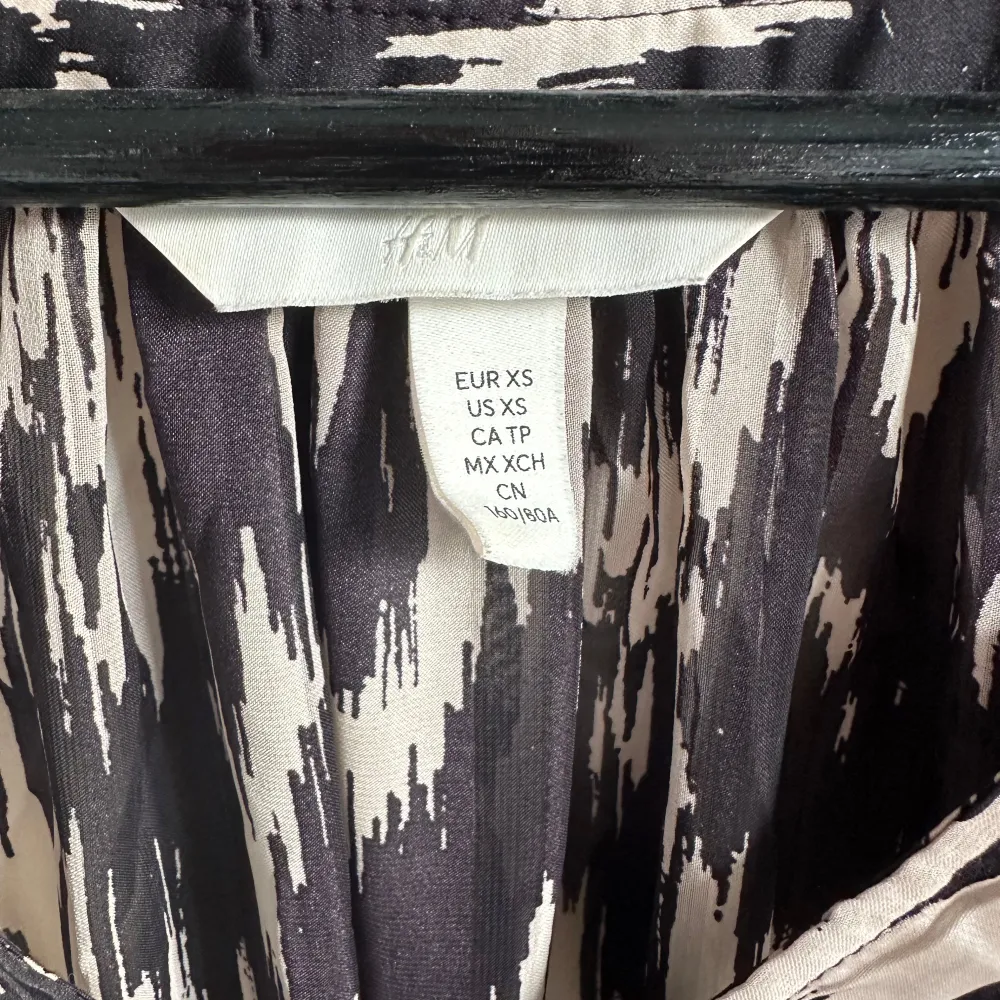 H&M
EUR XS
US XS
CA TP
MX XCH
CN
160/80A